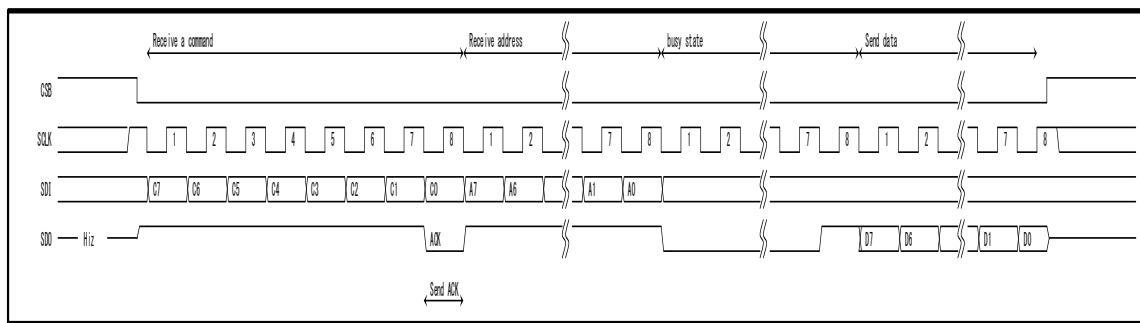 Receive a command Receive address busy state Send data
CSB
SCLK 1 2 3 4 5 6 7 8 1 2 7 8 1 2 7 8 1 2 7 8
SDI C7 C6 C5 C4 C3 C2 C1 C0 A7 A6 A1 A0
SDO Hiz ACK D7 D6 D1 D0
Send ACK